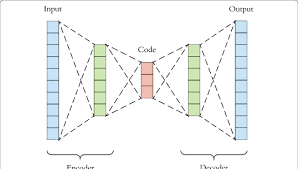 Input
Output
Code
Encoder
Decoder